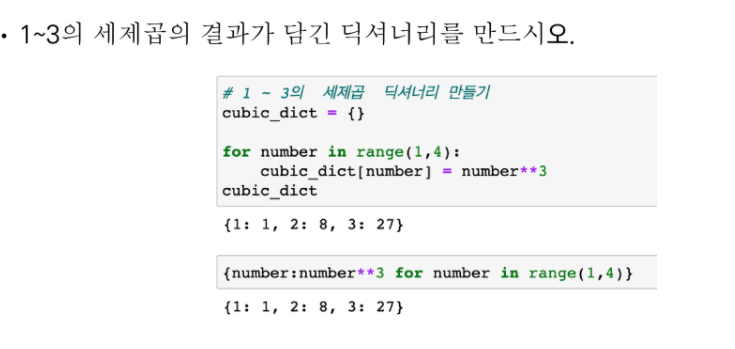 • 1~3의 세제곱의 결과가 담긴 딕셔너리를 만드시오.
# 1 ~ 3의 세제곱 딕셔너리 만들기
cubic_dict = {}
for number in range(1,4):
    cubic_dict[number] = number**3
cubic_dict
{1: 1, 2: 8, 3: 27}
{number:number**3 for number in range(1,4)}
{1: 1, 2: 8, 3: 27}